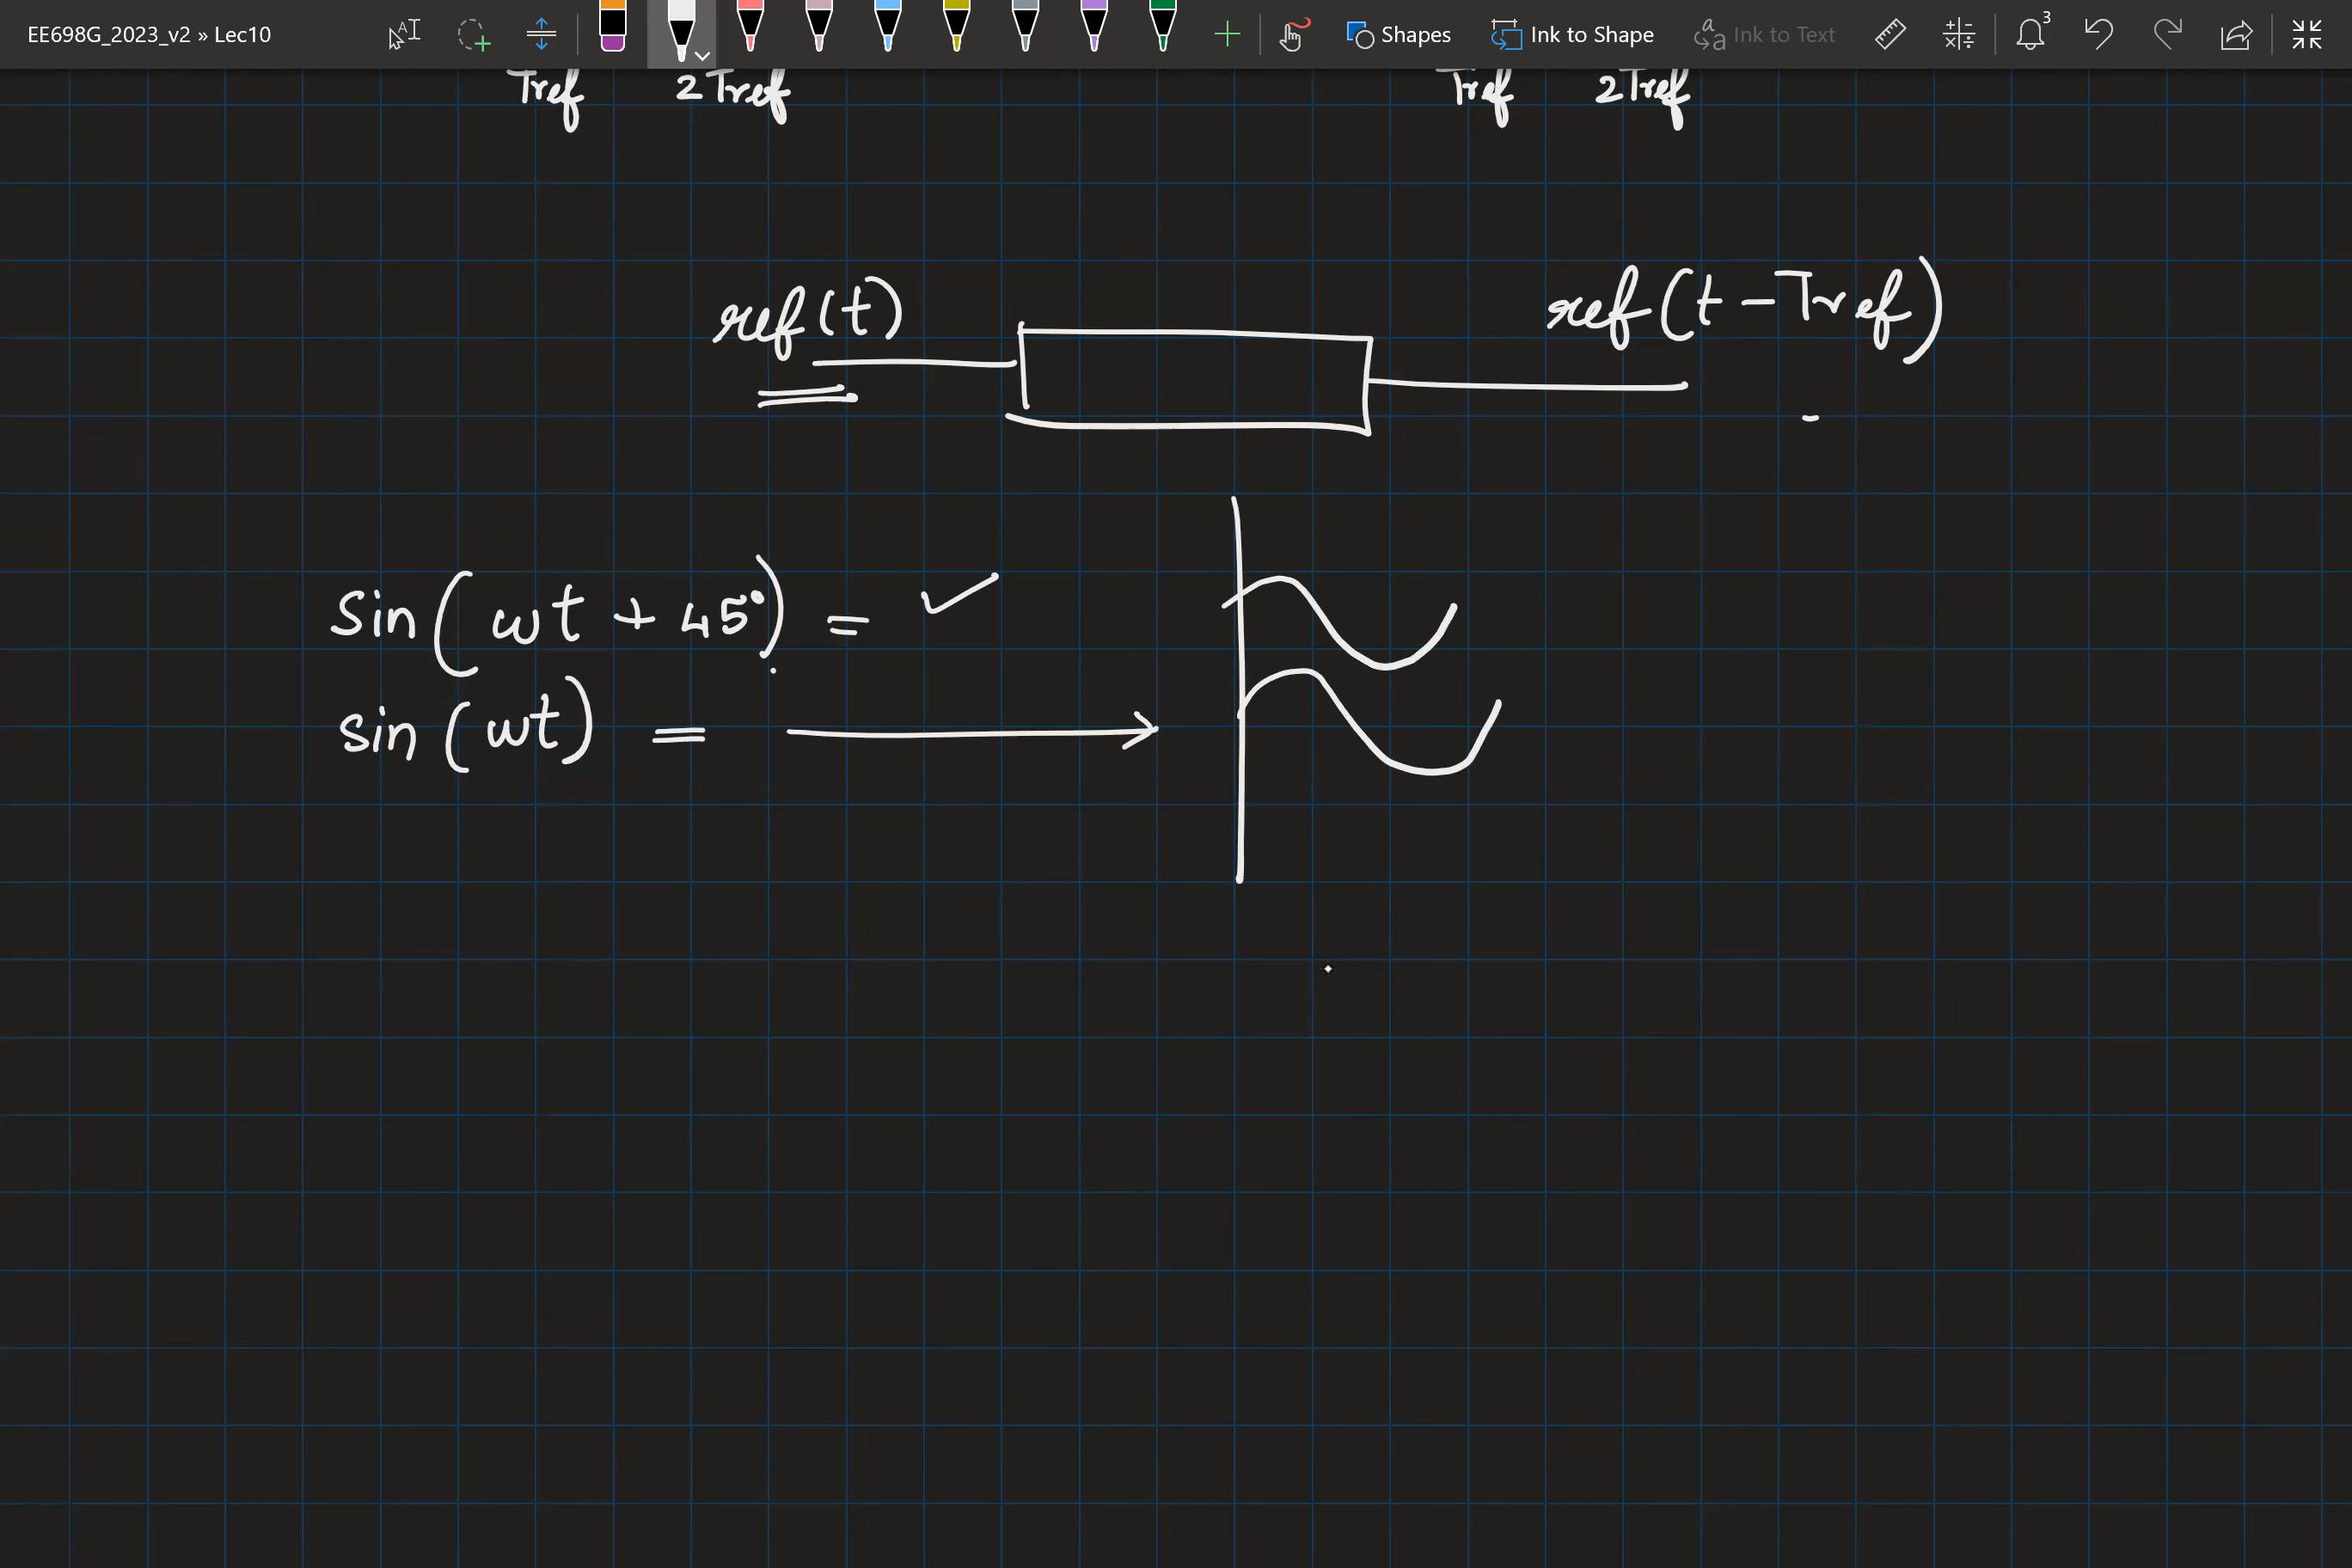 EE698G_2023_v2 » Lec10 Shapes Ink to Shape Ink to Text 3
Tref 2Tref Tref 2Tref
ref(t) ref(t-Tref)
sin(ωt + 45°) =
sin(ωt) =